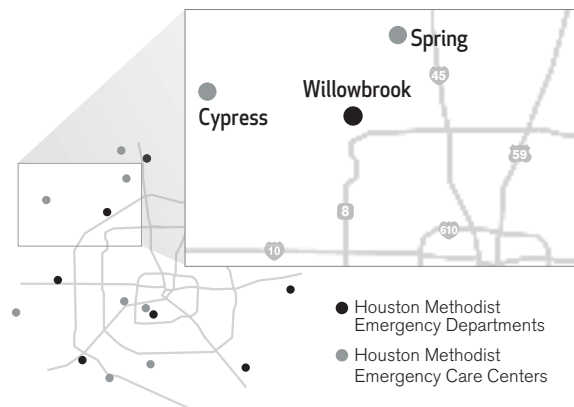 Spring
45
Willowbrook
Cypress
59
8
610
10
Houston Methodist
Emergency Departments
Houston Methodist
Emergency Care Centers